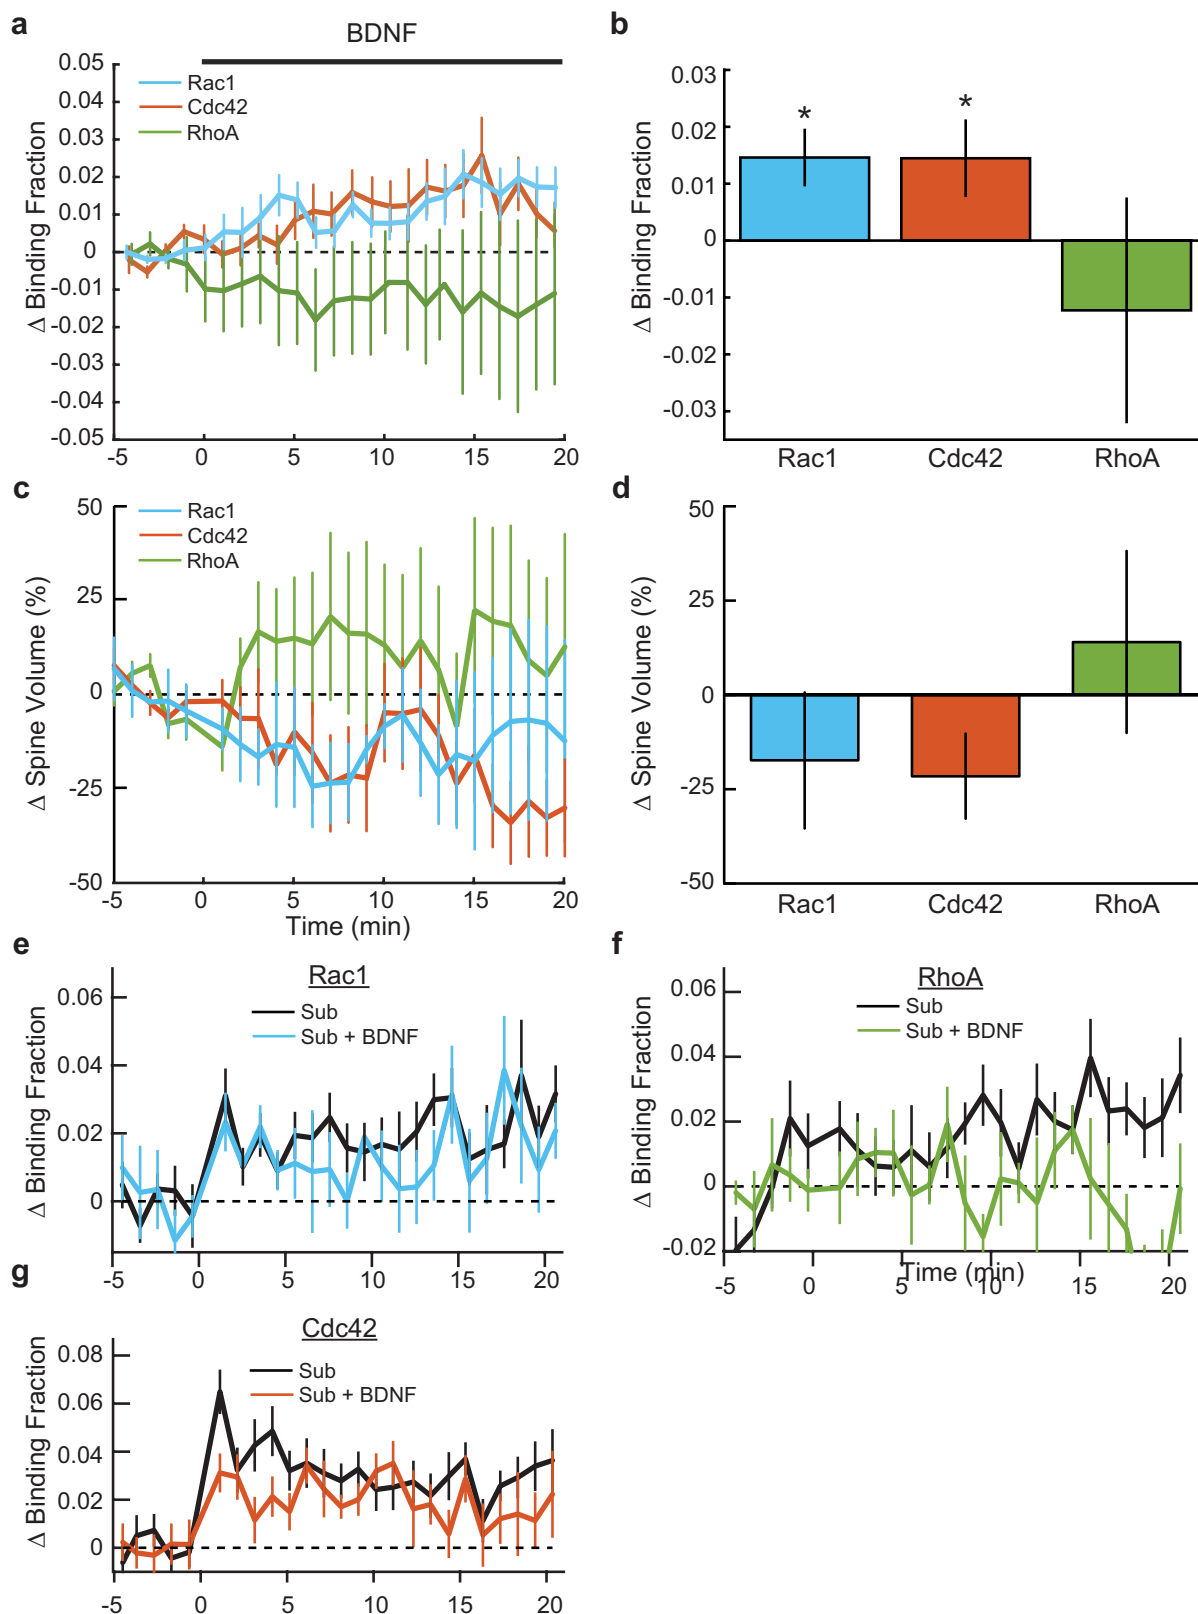 a
BDNF
0.05
0.04
0.03
0.02
0.01
0
-0.01
-0.02
-0.03
-0.04
-0.05
Δ Binding Fraction
Rac1
Cdc42
RhoA
-5 0 5 10 15 20
b
0.03
0.02
0.01
0
-0.01
-0.02
-0.03
Δ Binding Fraction
* *
Rac1 Cdc42 RhoA
c
50
25
0
-25
-50
Δ Spine Volume (%)
Rac1
Cdc42
RhoA
-5 0 5 10 15 20
Time (min)
d
50
25
0
-25
-50
Δ Spine Volume (%)
Rac1 Cdc42 RhoA
e
Rac1
Sub
Sub + BDNF
0.06
0.04
0.02
0
Δ Binding Fraction
-5 0 5 10 15 20
f
RhoA
Sub
Sub + BDNF
0.06
0.04
0.02
0
-0.02
Δ Binding Fraction
-5 0 5 10 15 20
Time (min)
g
Cdc42
Sub
Sub + BDNF
0.08
0.06
0.04
0.02
0
Δ Binding Fraction
-5 0 5 10 15 20